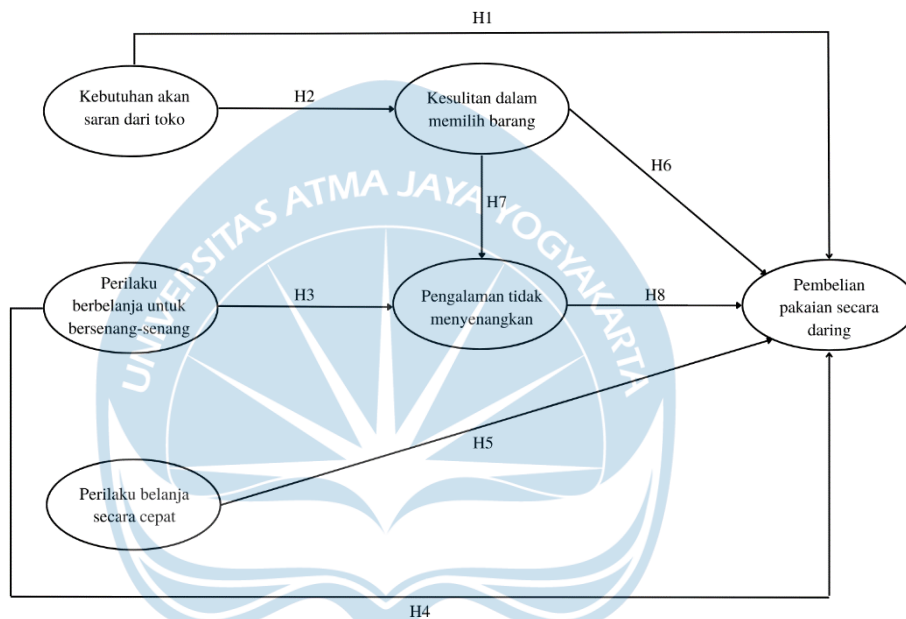 H1
Kebutuhan akan
saran dari toko
H2
Kesulitan dalam
memilih barang
H6
H7
UNIVERSITAS ATMA JAYA YOGYAKARTA
Perilaku
berbelanja untuk
bersenang-senang
H3
Pengalaman tidak
menyenangkan
H8
Pembelian
pakaian secara
daring
H5
Perilaku belanja
secara cepat
H4